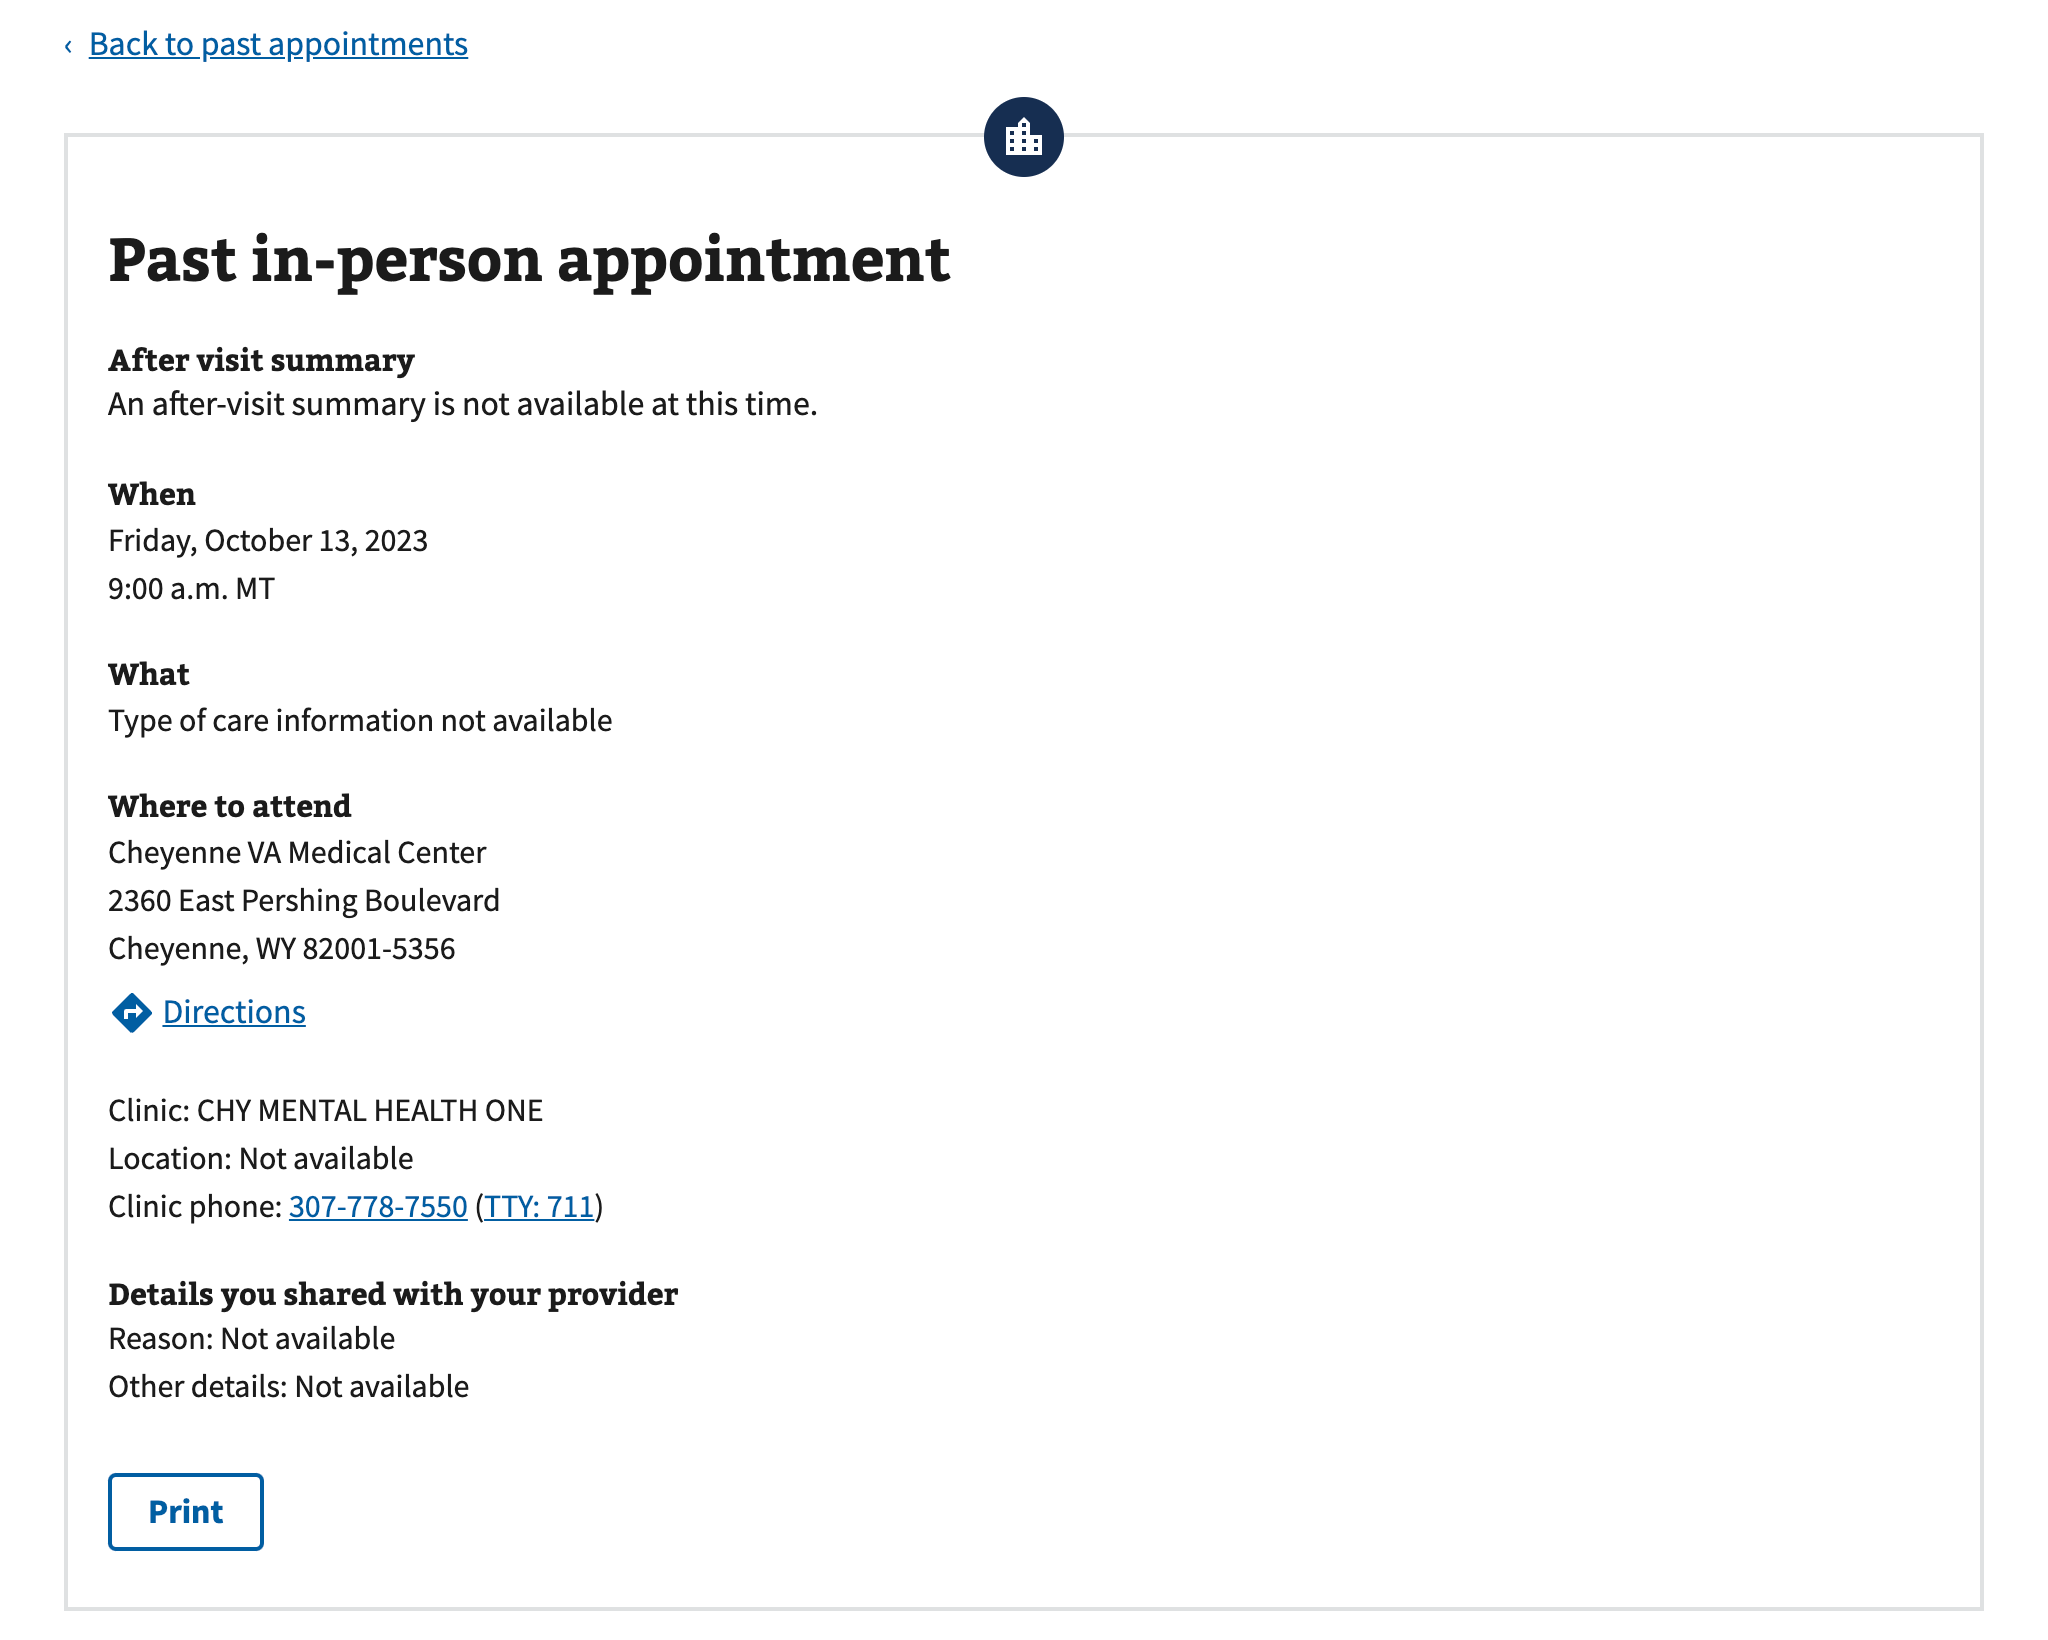 ‹ Back to past appointments
Past in-person appointment
After visit summary
An after-visit summary is not available at this time.
When
Friday, October 13, 2023
9:00 a.m. MT
What
Type of care information not available
Where to attend
Cheyenne VA Medical Center
2360 East Pershing Boulevard
Cheyenne, WY 82001-5356
Directions
Clinic: CHY MENTAL HEALTH ONE
Location: Not available
Clinic phone: 307-778-7550 (TTY: 711)
Details you shared with your provider
Reason: Not available
Other details: Not available
Print